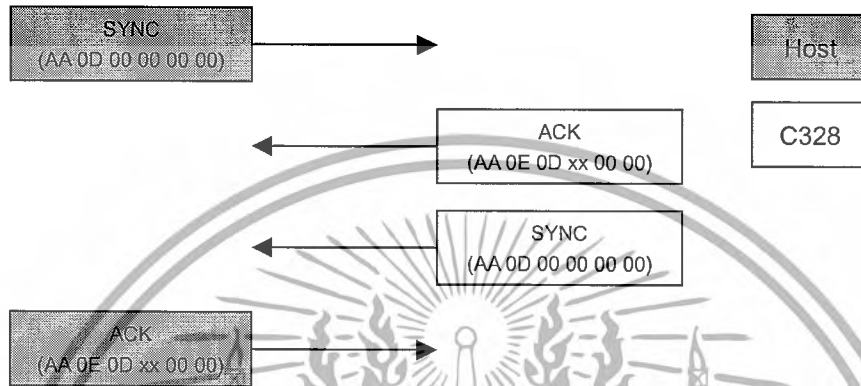 SYNC
(AA 0D 00 00 00 00)
Host
ACK
(AA 0E 0D xx 00 00)
C328
SYNC
(AA 0D 00 00 00 00)
ACK
(AA 0E 0D xx 00 00)